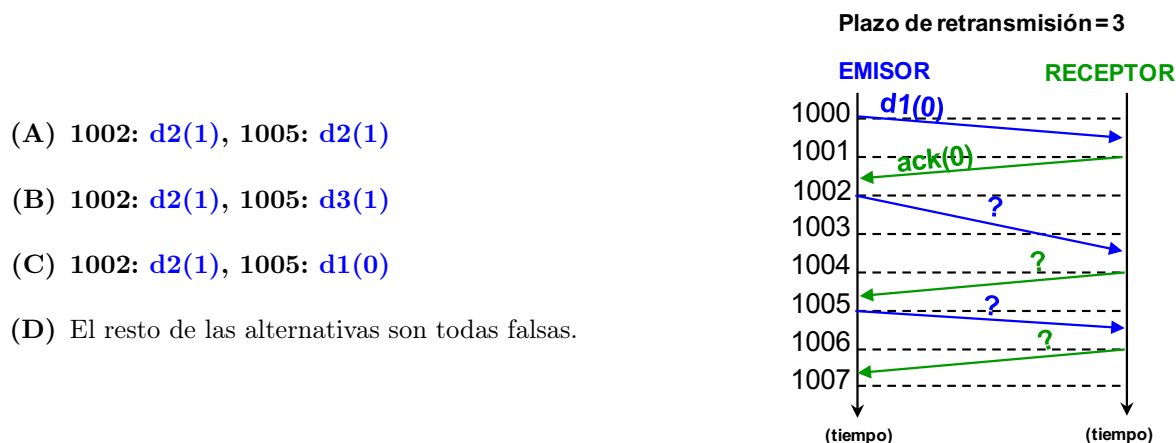 (A) 1002: d2(1), 1005: d2(1)
(B) 1002: d2(1), 1005: d3(1)
(C) 1002: d2(1), 1005: d1(0)
(D) El resto de las alternativas son todas falsas.
Plazo de retransmisión = 3
EMISOR
RECEPTOR
1000
d1(0)
1001
ack(0)
1002
?
1003
1004
?
1005
?
1006
?
1007
(tiempo)
(tiempo)